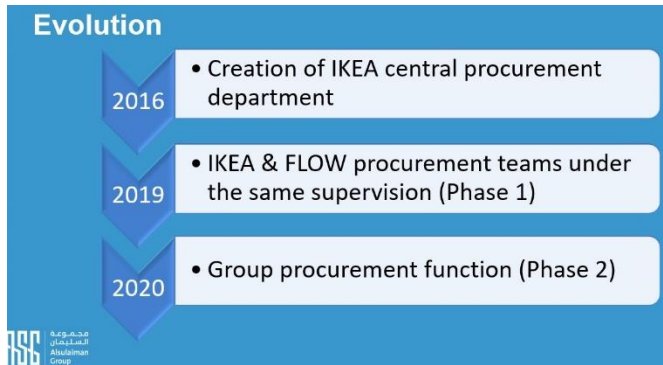 Evolution
2016
• Creation of IKEA central procurement
department
2019
• IKEA & FLOW procurement teams under
the same supervision (Phase 1)
2020
• Group procurement function (Phase 2)
ASG
مجموعة
السليمان
Alsulaiman
Group